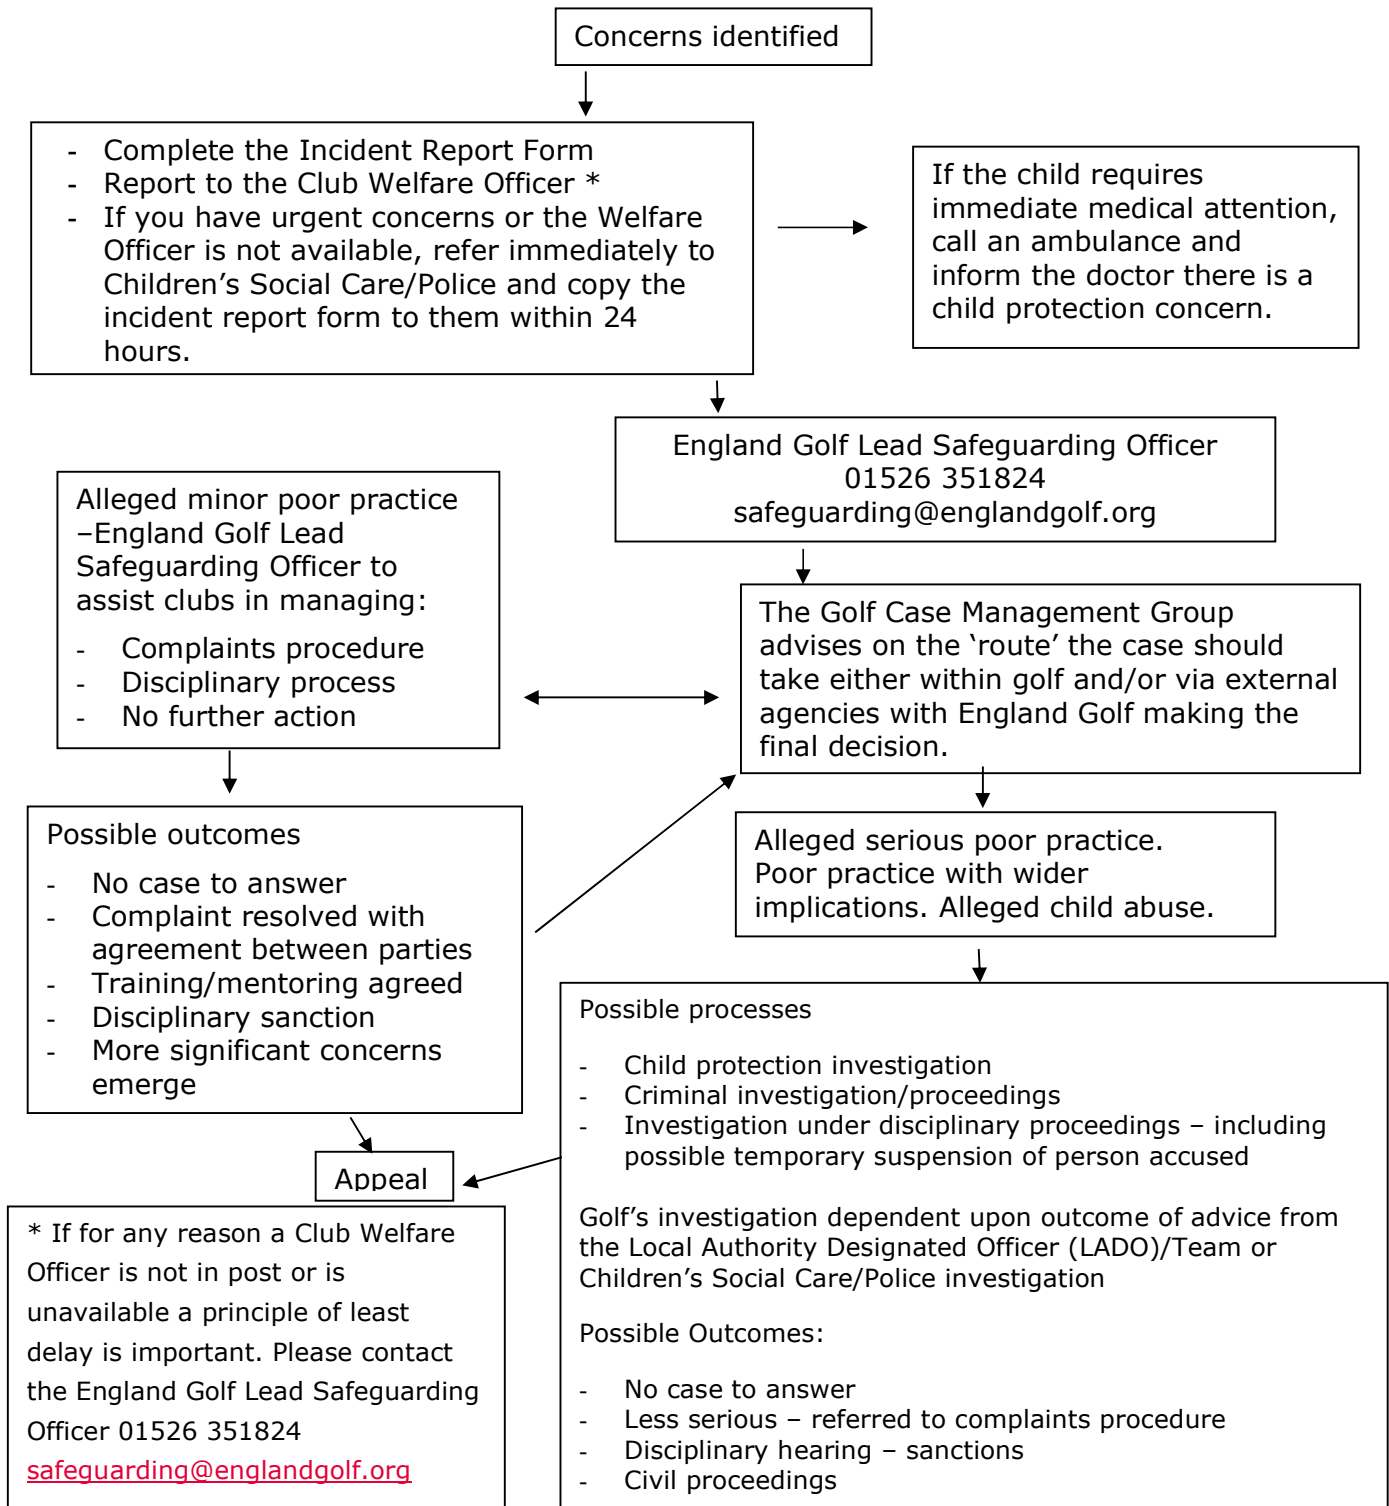 Concerns identified
- Complete the Incident Report Form
- Report to the Club Welfare Officer *
- If you have urgent concerns or the Welfare
Officer is not available, refer immediately to
Children’s Social Care/Police and copy the
incident report form to them within 24
hours.
If the child requires
immediate medical attention,
call an ambulance and
inform the doctor there is a
child protection concern.
England Golf Lead Safeguarding Officer
01526 351824
safeguarding@englandgolf.org
Alleged minor poor practice
–England Golf Lead
Safeguarding Officer to
assist clubs in managing:
- Complaints procedure
- Disciplinary process
- No further action
The Golf Case Management Group
advises on the ‘route’ the case should
take either within golf and/or via external
agencies with England Golf making the
final decision.
Possible outcomes
- No case to answer
- Complaint resolved with
agreement between parties
- Training/mentoring agreed
- Disciplinary sanction
- More significant concerns
emerge
Alleged serious poor practice.
Poor practice with wider
implications. Alleged child abuse.
Possible processes
- Child protection investigation
- Criminal investigation/proceedings
- Investigation under disciplinary proceedings – including
possible temporary suspension of person accused
Golf’s investigation dependent upon outcome of advice from
the Local Authority Designated Officer (LADO)/Team or
Children’s Social Care/Police investigation
Possible Outcomes:
- No case to answer
- Less serious – referred to complaints procedure
- Disciplinary hearing – sanctions
- Civil proceedings
Appeal
* If for any reason a Club Welfare
Officer is not in post or is
unavailable a principle of least
delay is important. Please contact
the England Golf Lead Safeguarding
Officer 01526 351824
safeguarding@englandgolf.org